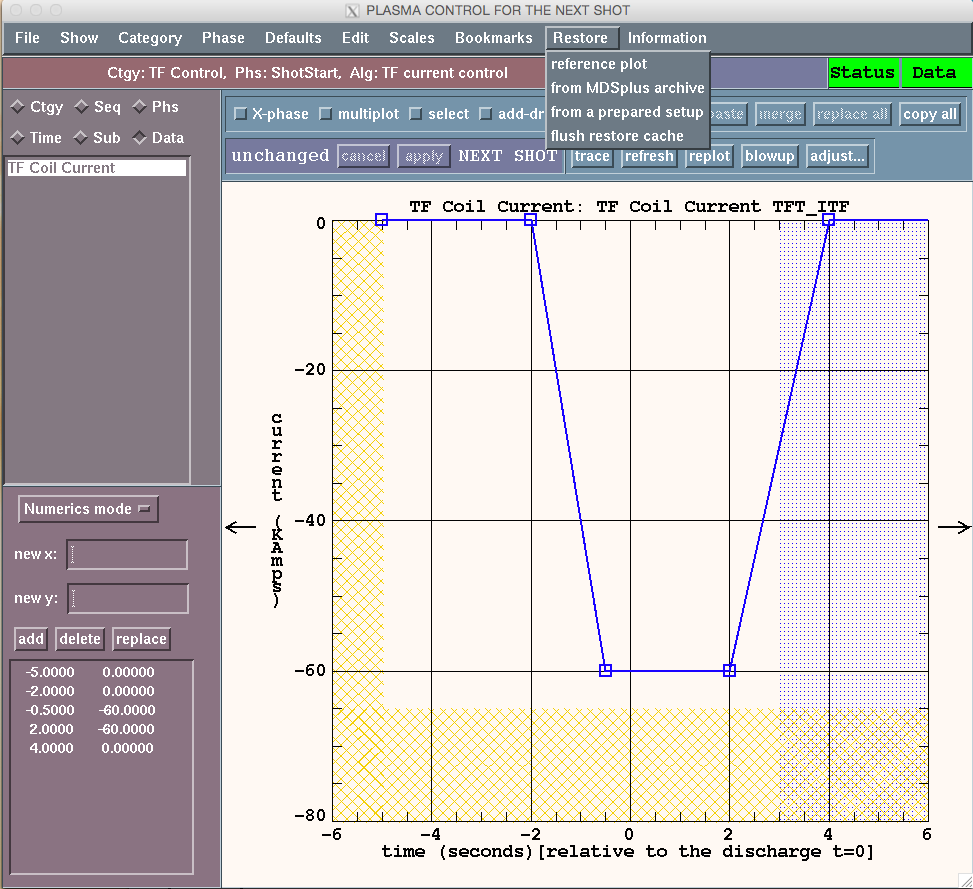 PLASMA CONTROL FOR THE NEXT SHOT
File Show Category Phase Defaults Edit Scales Bookmarks Restore Information
reference plot
from MDSplus archive
from a prepared setup
flush restore cache
Ctgy: TF Control, Phs: ShotStart, Alg: TF current control
Status Data
Ctgy Seq Phs
Time Sub Data
X-phase multiplot select add-dr paste merge replace all copy all
unchanged cancel apply NEXT SHOT trace refresh replot blowup adjust...
TF Coil Current
TF Coil Current: TF Coil Current TFT_ITF
0
-20
-40
-60
-80
current (KAmps)
-6 -4 -2 0 2 4 6
time (seconds)[relative to the discharge t=0]
Numerics mode
new x:
new y:
add delete replace
-5.0000 0.00000
-2.0000 0.00000
-0.5000 -60.0000
2.0000 -60.0000
4.0000 0.00000